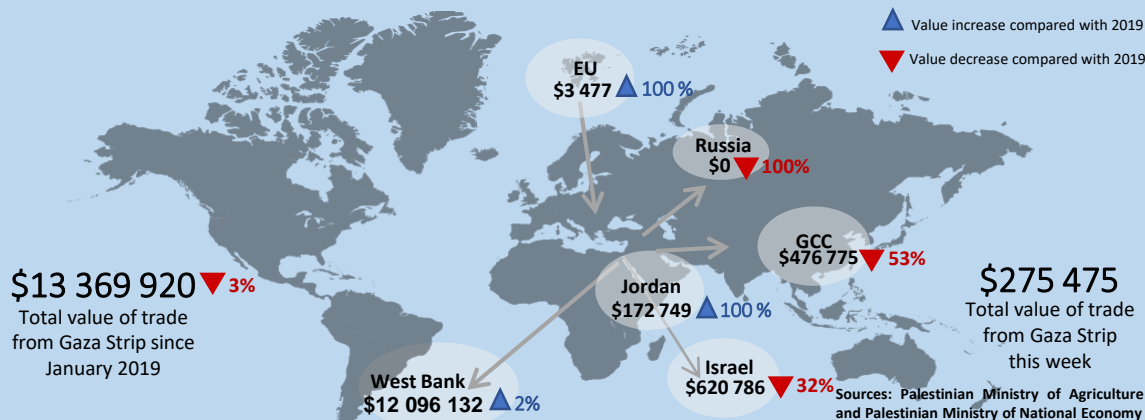 Value increase compared with 2019
Value decrease compared with 2019
EU
$3 477 100 %
Russia
$0 100%
GCC
$476 775 53%
$13 369 920 3%
Total value of trade
from Gaza Strip since
January 2019
Jordan
$172 749 100 %
$275 475
Total value of trade
from Gaza Strip
this week
West Bank
$12 096 132 2%
Israel
$620 786 32%
Sources: Palestinian Ministry of Agriculture
and Palestinian Ministry of National Economy